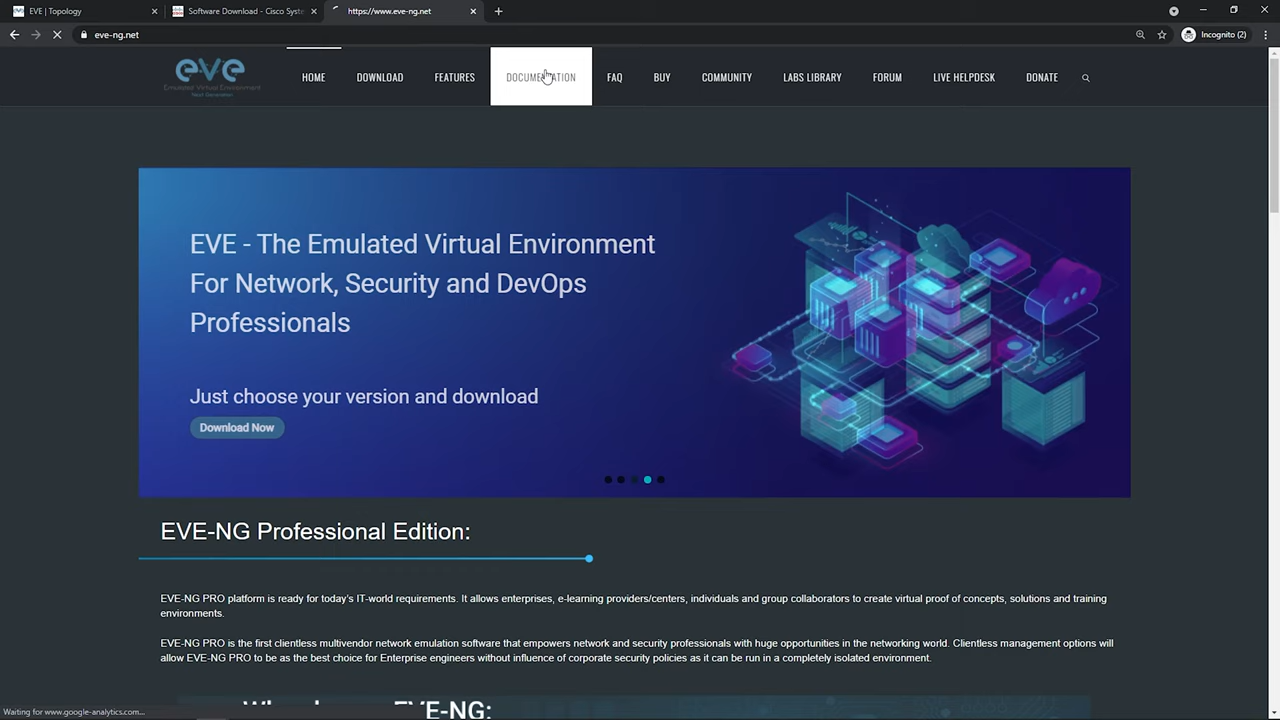 EVE | Topology
Software Download - Cisco Syste
https://www.eve-ng.net
eve-ng.net
Incognito (2)
eve
Emulated Virtual Environment
Next Generation
HOME
DOWNLOAD
FEATURES
DOCUMENTATION
FAQ
BUY
COMMUNITY
LABS LIBRARY
FORUM
LIVE HELPDESK
DONATE
EVE - The Emulated Virtual Environment
For Network, Security and DevOps
Professionals
Just choose your version and download
Download Now
EVE-NG Professional Edition:
EVE-NG PRO platform is ready for today's IT-world requirements. It allows enterprises, e-learning providers/centers, individuals and group collaborators to create virtual proof of concepts, solutions and training
environments.
EVE-NG PRO is the first clientless multivendor network emulation software that empowers network and security professionals with huge opportunities in the networking world. Clientless management options will
allow EVE-NG PRO to be as the best choice for Enterprise engineers without influence of corporate security policies as it can be run in a completely isolated environment.
EVE-NG:
Waiting for www.google-analytics.com...